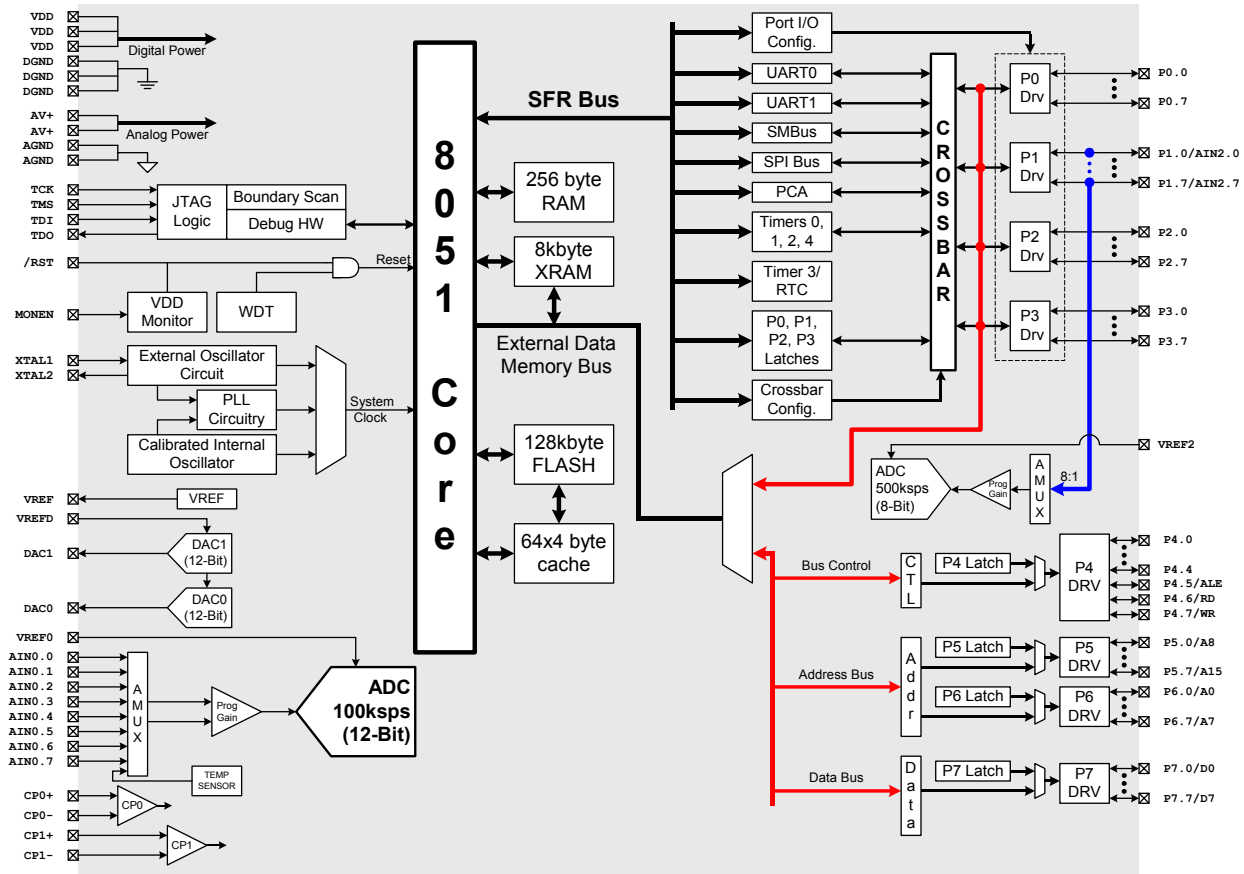 VDD
VDD
VDD
Digital Power
DGND
DGND
DGND
AV+
AV+
Analog Power
AGND
AGND
TCK
TMS
TDI
TDO
JTAG
Logic
Boundary Scan
Debug HW
/RST
Reset
MONEN
VDD
Monitor
WDT
XTAL1
XTAL2
External Oscillator
Circuit
PLL
Circuitry
Calibrated Internal
Oscillator
System
Clock
VREF
VREF
VREFD
DAC1
DAC1
(12-Bit)
DAC0
DAC0
(12-Bit)
VREF0
AIN0.0
AIN0.1
AIN0.2
AIN0.3
AIN0.4
AIN0.5
AIN0.6
AIN0.7
AMUX
Prog
Gain
ADC
100ksps
(12-Bit)
TEMP
SENSOR
CP0+
CP0-
CP0
CP1+
CP1-
CP1
8051 Core
SFR Bus
256 byte
RAM
8kbyte
XRAM
External Data
Memory Bus
128kbyte
FLASH
64x4 byte
cache
Port I/O
Config.
UART0
UART1
SMBus
SPI Bus
PCA
Timers 0,
1, 2, 4
Timer 3/
RTC
P0, P1,
P2, P3
Latches
Crossbar
Config.
CROSSBAR
P0
Drv
P1
Drv
P2
Drv
P3
Drv
P0.0
P0.7
P1.0/AIN2.0
P1.7/AIN2.7
P2.0
P2.7
P3.0
P3.7
VREF2
ADC
500ksps
(8-Bit)
Prog
Gain
AMUX
8:1
Bus Control
CTL
P4 Latch
P4
DRV
P4.0
P4.4
P4.5/ALE
P4.6/RD
P4.7/WR
Address Bus
Addr
P5 Latch
P5
DRV
P5.0/A8
P5.7/A15
P6 Latch
P6
DRV
P6.0/A0
P6.7/A7
Data Bus
Data
P7 Latch
P7
DRV
P7.0/D0
P7.7/D7